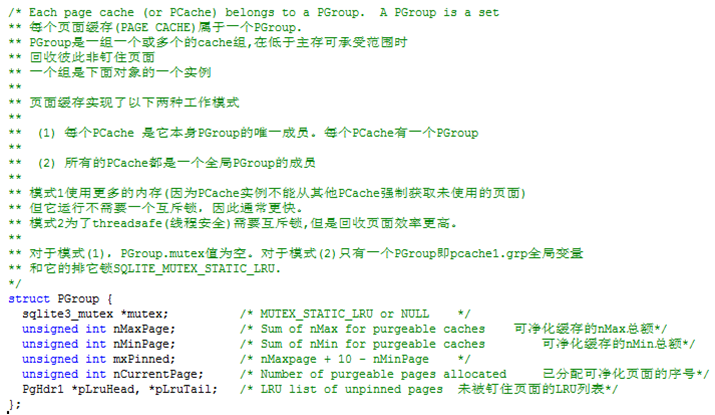 /* Each page cache (or PCache) belongs to a PGroup.  A PGroup is a set
** 每个页面缓存(PAGE CACHE)属于一个PGroup.
** PGroup是一组一个或多个的cache组,在低于主存可承受范围时
** 回收彼此非钉住页面
** 一个组是下面对象的一个实例
**
** 页面缓存实现了以下两种工作模式
**
**  (1) 每个PCache 是它本身PGroup的唯一成员。每个PCache有一个PGroup
**
**  (2) 所有的PCache都是一个全局PGroup的成员
**
** 模式1使用更多的内存(因为PCache实例不能从其他PCache强制获取未使用的页面)
** 但它运行不需要一个互斥锁，因此通常更快。
** 模式2为了threadsafe(线程安全)需要互斥锁,但是回收页面效率更高。
**
** 对于模式(1)，PGroup.mutex值为空。对于模式(2)只有一个PGroup即pcache1.grp全局变量
** 和它的排它锁SQLITE_MUTEX_STATIC_LRU.
*/
struct PGroup {
  sqlite3_mutex *mutex;          /* MUTEX_STATIC_LRU or NULL    */
  unsigned int nMaxPage;         /* Sum of nMax for purgeable caches    可净化缓存的nMax总额*/
  unsigned int nMinPage;         /* Sum of nMin for purgeable caches        可净化缓存的nMin总额*/
  unsigned int mxPinned;         /* nMaxpage + 10 - nMinPage    */
  unsigned int nCurrentPage;     /* Number of purgeable pages allocated     已分配可净化页面的序号*/
  PgHdr1 *pLruHead, *pLruTail;   /* LRU list of unpinned pages  未被钉住页面的LRU列表*/
};